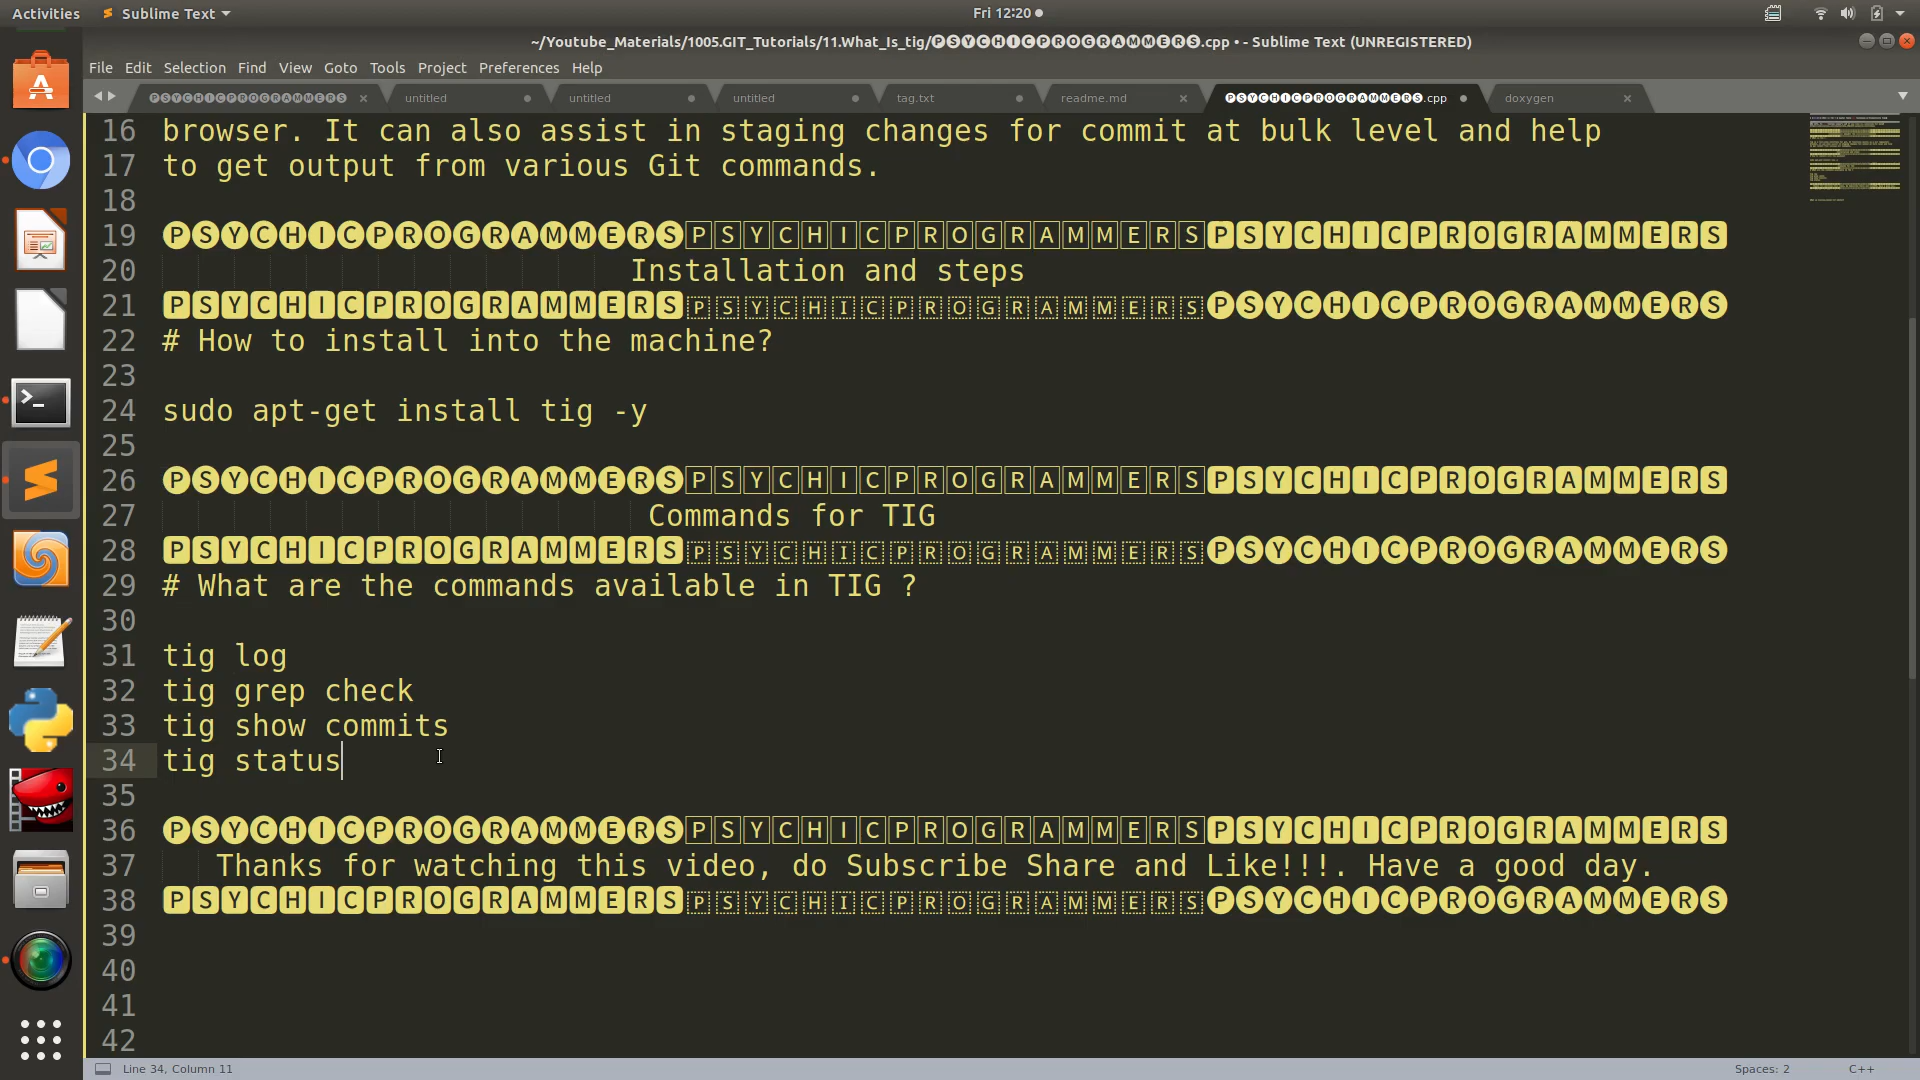 Activities Sublime Text Fri 12:20
~/Youtube_Materials/1005.GIT_Tutorials/11.What_Is_tig/🅟🅢🅨🅒🅗🅘🅒🅟🅡🅞🅖🅡🅐🅜🅜🅔🅡🅢.cpp • - Sublime Text (UNREGISTERED)
File Edit Selection Find View Goto Tools Project Preferences Help
🅟🅢🅨🅒🅗🅘🅒🅟🅡🅞🅖🅡🅐🅜🅜🅔🅡🅢 untitled untitled untitled tag.txt readme.md 🅟🅢🅨🅒🅗🅘🅒🅟🅡🅞🅖🅡🅐🅜🅜🅔🅡🅢.cpp doxygen
16 browser. It can also assist in staging changes for commit at bulk level and help
17 to get output from various Git commands.
18
19 🅟🅢🅨🅒🅗🅘🅒🅟🅡🅞🅖🅡🅐🅜🅜🅔🅡🅢🄿🅂🅈🄲🄷🄸🄲🄿🅁🄾🄶🅁🄰🄼🄼🄴🅁🅂🅿🆂🆈🅲🅷🅸🅲🅿🆁🅾🅶🆁🅰🅼🅼🅴🆁🆂
20 Installation and steps
21 🅿🆂🆈🅲🅷🅸🅲🅿🆁🅾🅶🆁🅰🅼🅼🅴🆁🆂PSYCHICPROGRAMMERS🅟🅢🅨🅒🅗🅘🅒🅟🅡🅞🅖🅡🅐🅜🅜🅔🅡🅢
22 # How to install into the machine?
23
24 sudo apt-get install tig -y
25
26 🅟🅢🅨🅒🅗🅘🅒🅟🅡🅞🅖🅡🅐🅜🅜🅔🅡🅢🄿🅂🅈🄲🄷🄸🄲🄿🅁🄾🄶🅁🄰🄼🄼🄴🅁🅂🅿🆂🆈🅲🅷🅸🅲🅿🆁🅾🅶🆁🅰🅼🅼🅴🆁🆂
27 Commands for TIG
28 🅿🆂🆈🅲🅷🅸🅲🅿🆁🅾🅶🆁🅰🅼🅼🅴🆁🆂PSYCHICPROGRAMMERS🅟🅢🅨🅒🅗🅘🅒🅟🅡🅞🅖🅡🅐🅜🅜🅔🅡🅢
29 # What are the commands available in TIG ?
30
31 tig log
32 tig grep check
33 tig show commits
34 tig status
35
36 🅟🅢🅨🅒🅗🅘🅒🅟🅡🅞🅖🅡🅐🅜🅜🅔🅡🅢🄿🅂🅈🄲🄷🄸🄲🄿🅁🄾🄶🅁🄰🄼🄼🄴🅁🅂🅿🆂🆈🅲🅷🅸🅲🅿🆁🅾🅶🆁🅰🅼🅼🅴🆁🆂
37 Thanks for watching this video, do Subscribe Share and Like!!!. Have a good day.
38 🅿🆂🆈🅲🅷🅸🅲🅿🆁🅾🅶🆁🅰🅼🅼🅴🆁🆂PSYCHICPROGRAMMERS🅟🅢🅨🅒🅗🅘🅒🅟🅡🅞🅖🅡🅐🅜🅜🅔🅡🅢
39
40
41
42
Line 34, Column 11 Spaces: 2 C++